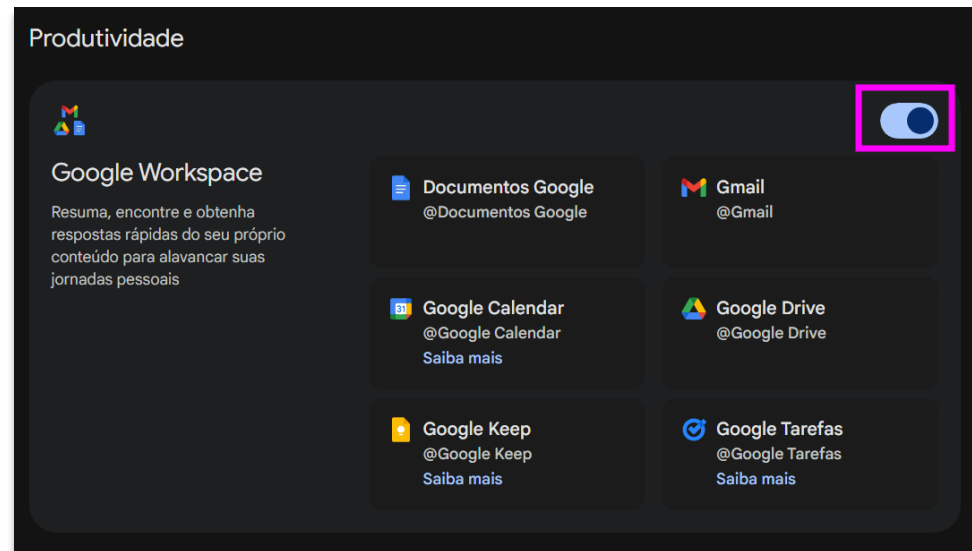 Produtividade
Google Workspace
Resuma, encontre e obtenha
respostas rápidas do seu próprio
conteúdo para alavancar suas
jornadas pessoais
Documentos Google
@Documentos Google
Gmail
@Gmail
31
Google Calendar
@Google Calendar
Saiba mais
Google Drive
@Google Drive
Google Keep
@Google Keep
Saiba mais
Google Tarefas
@Google Tarefas
Saiba mais